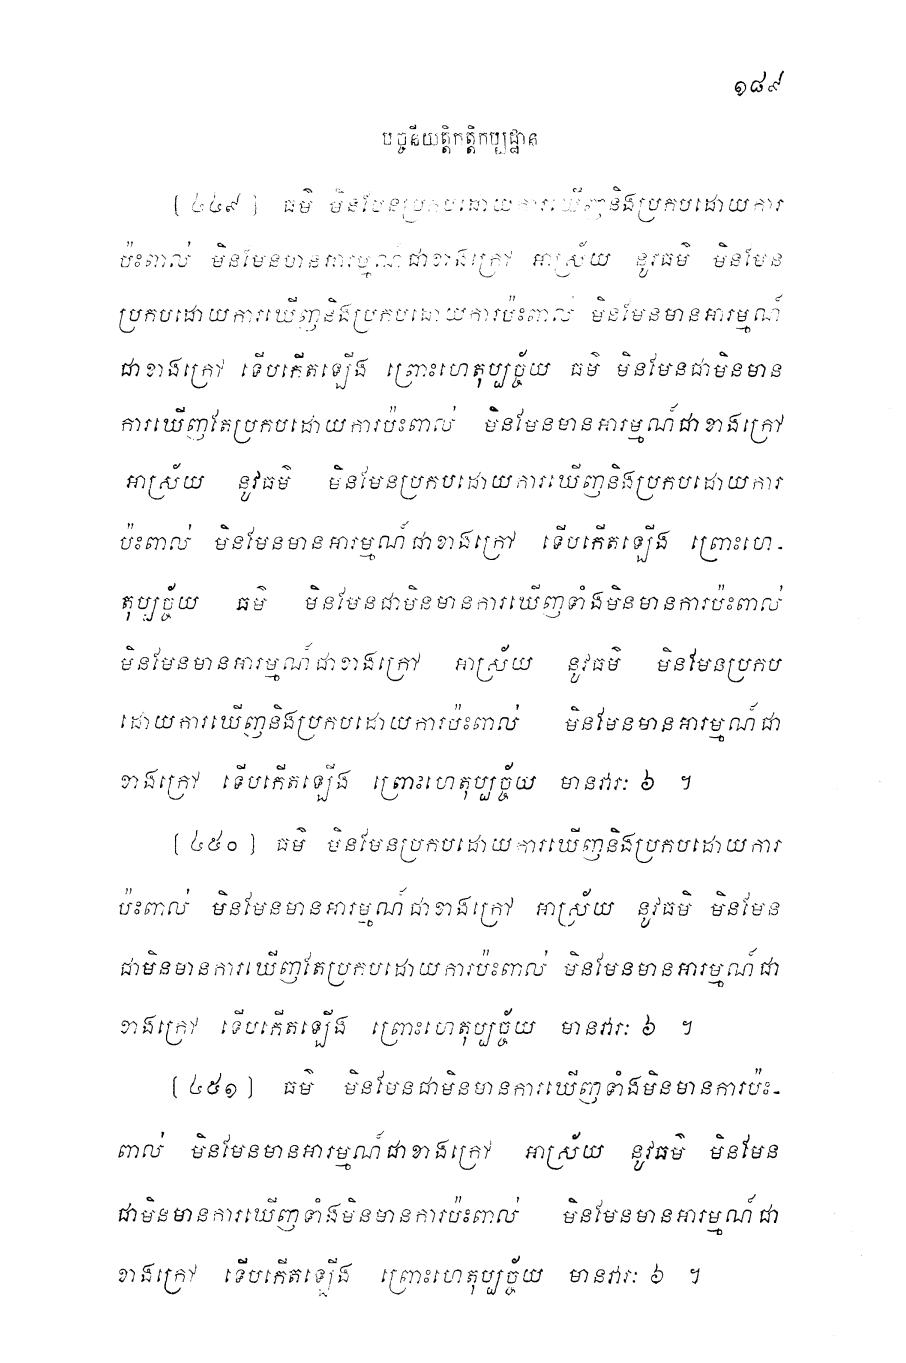 ១៨៩
បច្ចនីយត្តិកត្តិកប្បដ្ឋាន
[៤៤៩] ធម៌ មិនមែនប្រកបដោយការឃើញនិងប្រកបដោយការ
ប៉ះពាល់ មិនមែនមានអារម្មណ៍ជាខាងក្រៅ អាស្រ័យ នូវធម៌ មិនមែន
ប្រកបដោយការឃើញនិងប្រកបដោយការប៉ះពាល់ មិនមែនមានអារម្មណ៍
ជាខាងក្រៅ ទើបកើតឡើង ព្រោះហេតុប្បច្ច័យ ធម៌ មិនមែនជាមិនមាន
ការឃើញតែប្រកបដោយការប៉ះពាល់ មិនមែនមានអារម្មណ៍ជាខាងក្រៅ
អាស្រ័យ នូវធម៌ មិនមែនប្រកបដោយការឃើញនិងប្រកបដោយការ
ប៉ះពាល់ មិនមែនមានអារម្មណ៍ជាខាងក្រៅ ទើបកើតឡើង ព្រោះហេ-
តុប្បច្ច័យ ធម៌ មិនមែនជាមិនមានការឃើញទាំងមិនមានការប៉ះពាល់
មិនមែនមានអារម្មណ៍ជាខាងក្រៅ អាស្រ័យ នូវធម៌ មិនមែនប្រកប
ដោយការឃើញនិងប្រកបដោយការប៉ះពាល់ មិនមែនមានអារម្មណ៍ជា
ខាងក្រៅ ទើបកើតឡើង ព្រោះហេតុប្បច្ច័យ មានវារៈ ៦ ។
[៤៥០] ធម៌ មិនមែនប្រកបដោយការឃើញនិងប្រកបដោយការ
ប៉ះពាល់ មិនមែនមានអារម្មណ៍ជាខាងក្រៅ អាស្រ័យ នូវធម៌ មិនមែន
ជាមិនមានការឃើញតែប្រកបដោយការប៉ះពាល់ មិនមែនមានអារម្មណ៍ជា
ខាងក្រៅ ទើបកើតឡើង ព្រោះហេតុប្បច្ច័យ មានវារៈ ៦ ។
[៤៥១] ធម៌ មិនមែនជាមិនមានការឃើញទាំងមិនមានការប៉ះ-
ពាល់ មិនមែនមានអារម្មណ៍ជាខាងក្រៅ អាស្រ័យ នូវធម៌ មិនមែន
ជាមិនមានការឃើញទាំងមិនមានការប៉ះពាល់ មិនមែនមានអារម្មណ៍ជា
ខាងក្រៅ ទើបកើតឡើង ព្រោះហេតុប្បច្ច័យ មានវារៈ ៦ ។